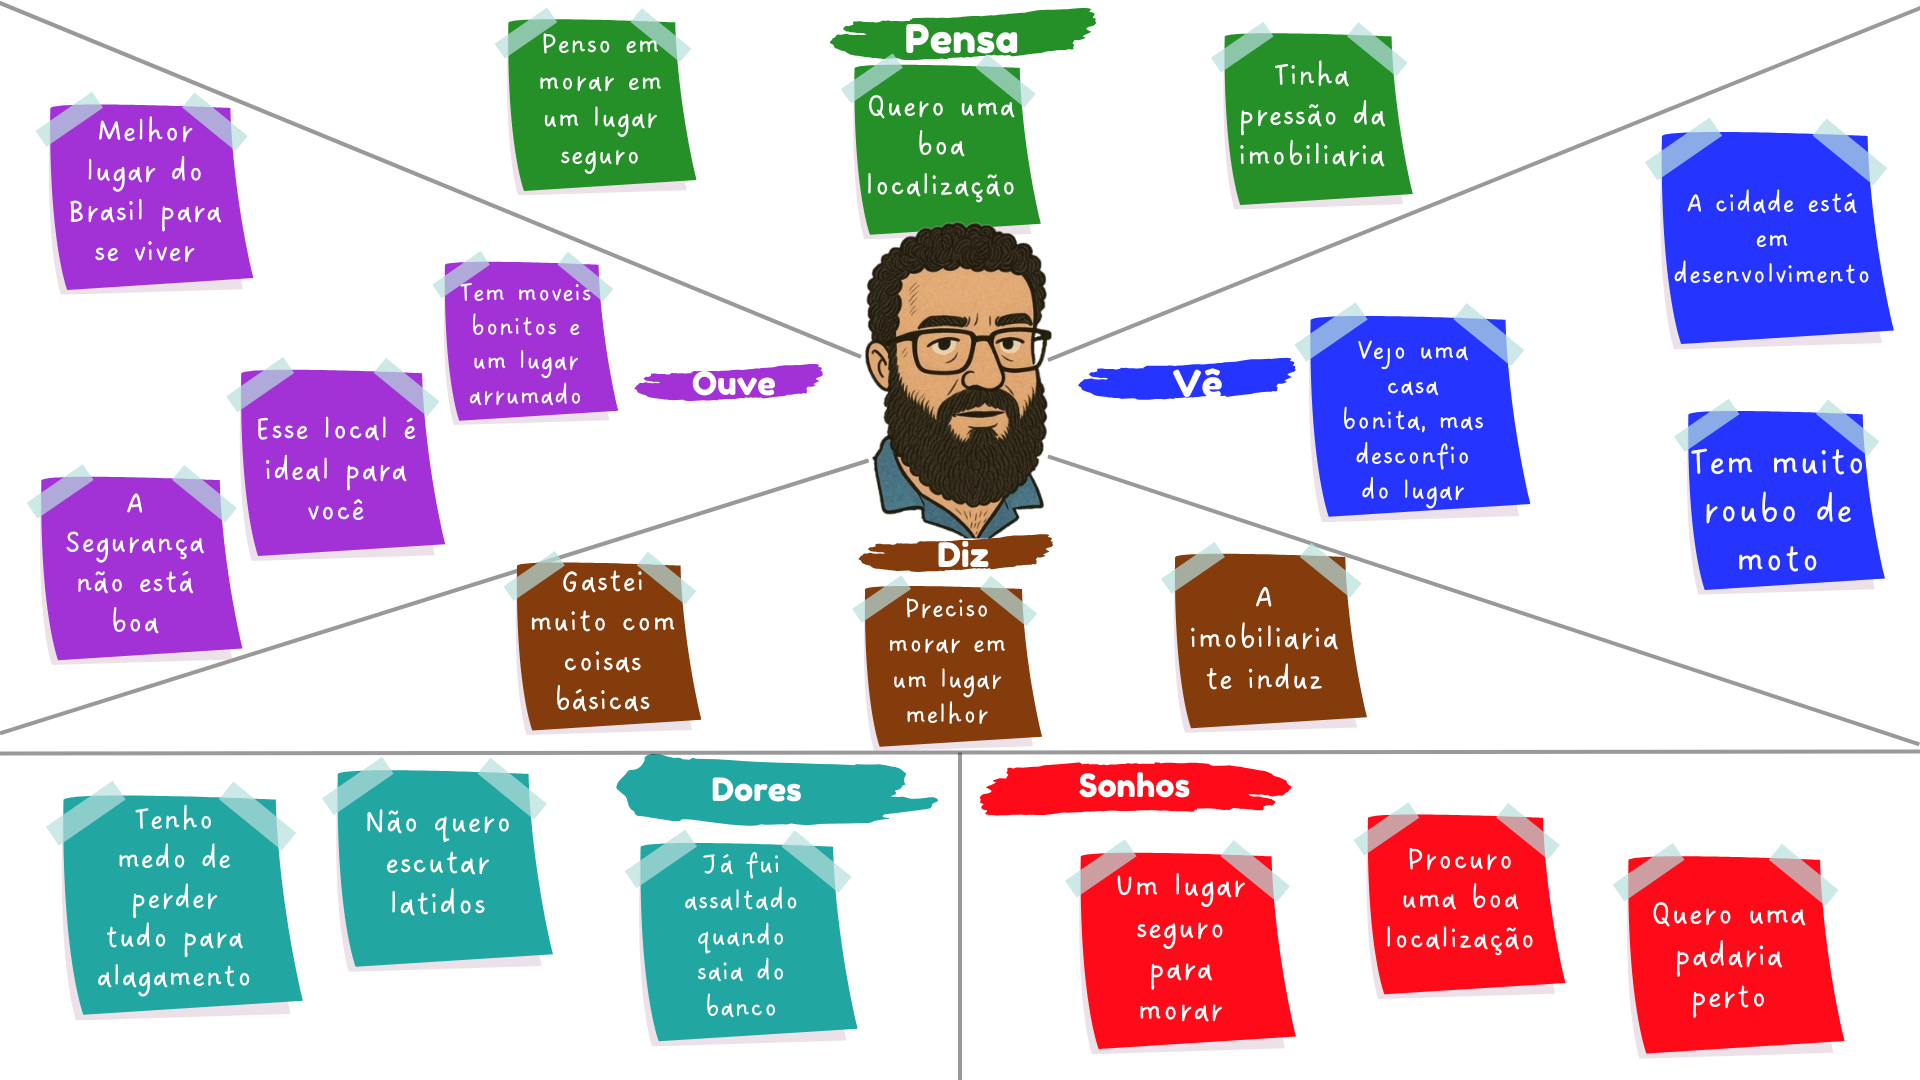 Pensa
Penso em
morar em
um lugar
seguro
Quero uma
boa
localização
Tinha
pressão da
imobiliaria
Ouve
Melhor
lugar do
Brasil para
se viver
Tem moveis
bonitos e
um lugar
arrumado
Esse local é
ideal para
você
A
Segurança
não está
boa
Vê
A cidade está
em
desenvolvimento
Vejo uma
casa
bonita, mas
desconfio
do lugar
Tem muito
roubo de
moto
Diz
Gastei
muito com
coisas
básicas
Preciso
morar em
um lugar
melhor
A
imobiliaria
te induz
Dores
Tenho
medo de
perder
tudo para
alagamento
Não quero
escutar
latidos
Já fui
assaltado
quando
saia do
banco
Sonhos
Um lugar
seguro
para
morar
Procuro
uma boa
localização
Quero uma
padaria
perto